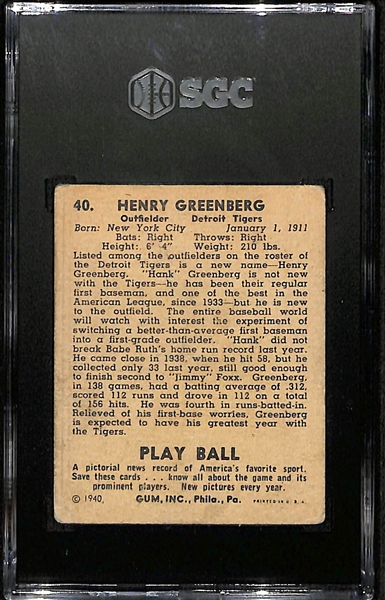 SGC
40. HENRY GREENBERG
Outfielder Detroit Tigers
Born: New York City January 1, 1911
Bats: Right Throws: Right
Height: 6' 4" Weight: 210 lbs.
Listed among the outfielders on the roster of
the Detroit Tigers is a new name—Henry
Greenberg. "Hank" Greenberg is not new
with the Tigers—he has been their regular
first baseman, and one of the best in the
American League, since 1933—but he is new
to the outfield. The entire baseball world
will watch with interest the experiment of
switching a better-than-average first baseman
into a first-grade outfielder. "Hank" did
not break Babe Ruth's home run record last year.
He came close in 1938, when he hit 58, but he
collected only 33 last year, still good enough
to finish second to "Jimmy" Foxx. Greenberg,
in 138 games, had a batting average of .312,
scored 112 runs and drove in 112 on a total
of 156 hits. He was fourth in runs-batted-in.
Relieved of his first-base worries, Greenberg
is expected to have his greatest year with
the Tigers.
PLAY BALL
A pictorial news record of America's favorite sport.
Save these cards . . . know all about the game and its
prominent players. New pictures every year.
© 1940, GUM, INC., Phila., Pa. PRINTED IN U. S. A.